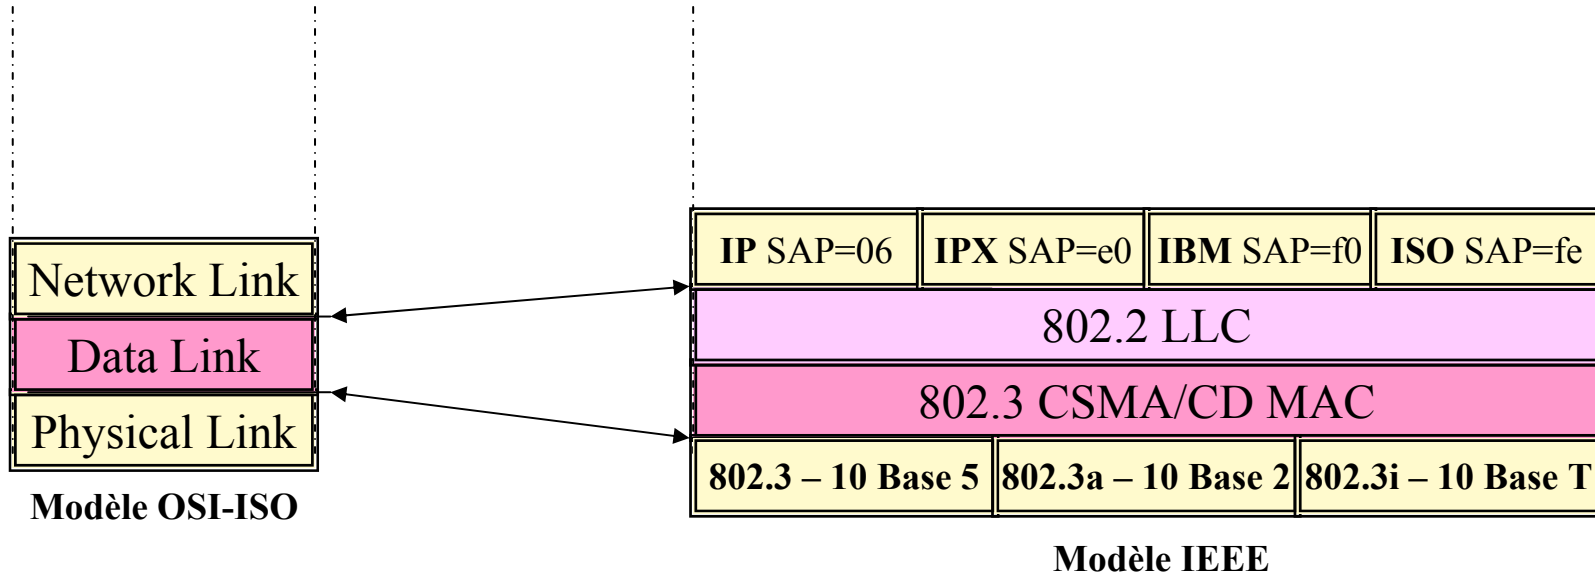 Network Link
Data Link
Physical Link
Modèle OSI-ISO
IP SAP=06 IPX SAP=e0 IBM SAP=f0 ISO SAP=fe
802.2 LLC
802.3 CSMA/CD MAC
802.3 – 10 Base 5 802.3a – 10 Base 2 802.3i – 10 Base T
Modèle IEEE